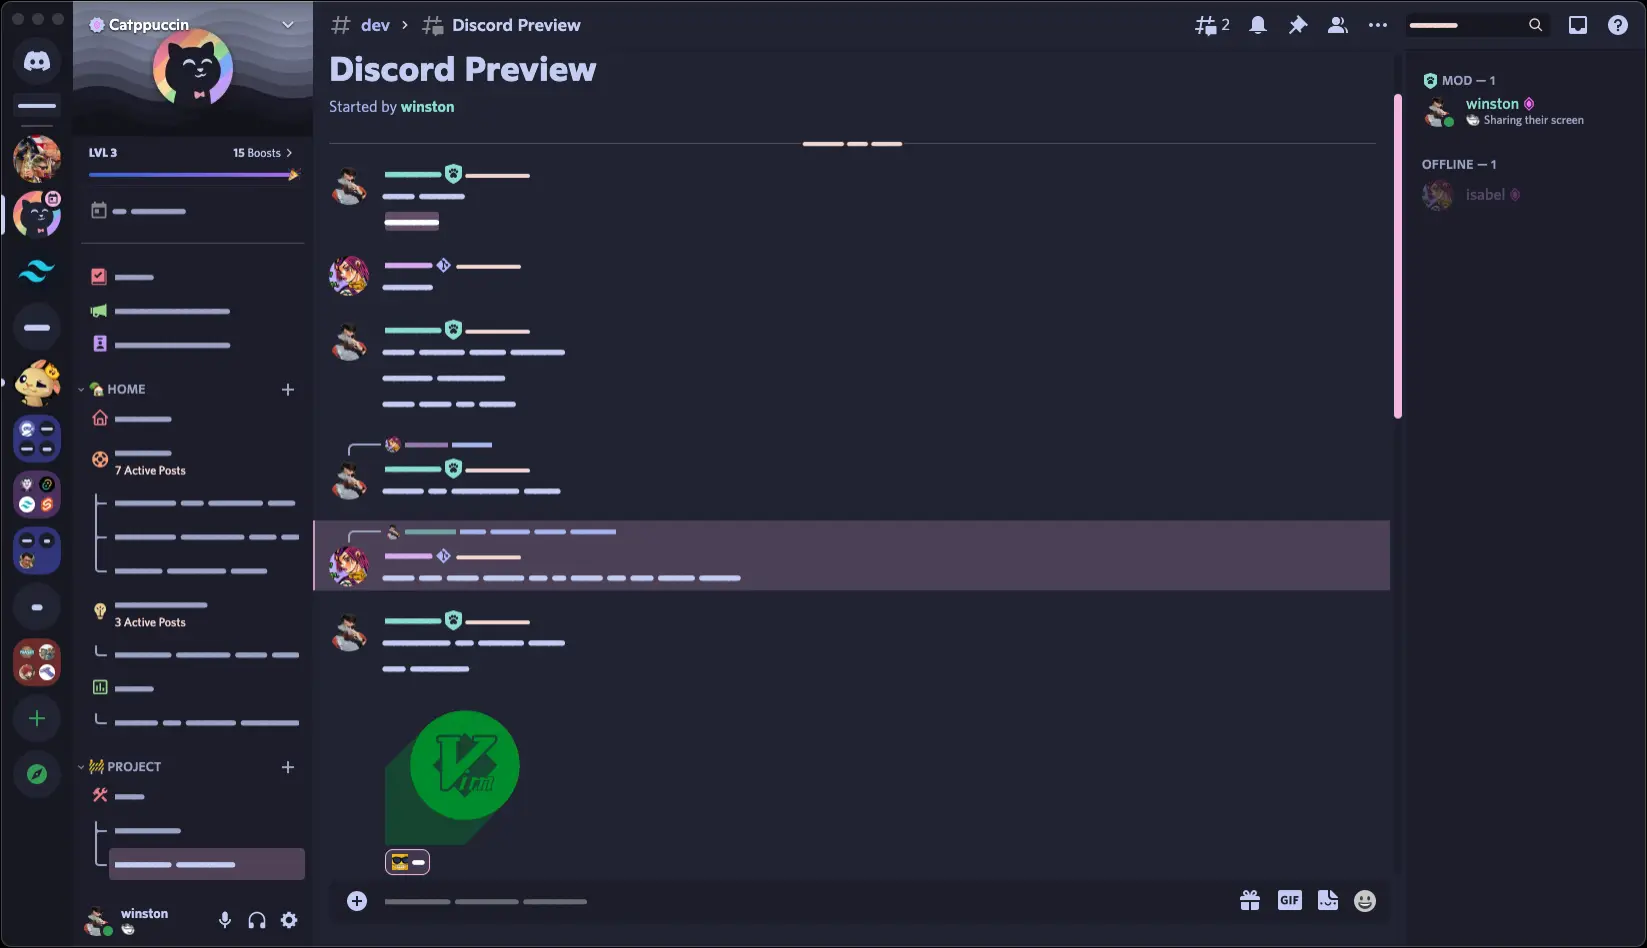 Catppuccin
LVL 3
15 Boosts
HOME
7 Active Posts
3 Active Posts
PROJECT
winston
dev
Discord Preview
2
Discord Preview
Started by winston
Vim
GIF
MOD — 1
winston
Sharing their screen
OFFLINE — 1
isabel